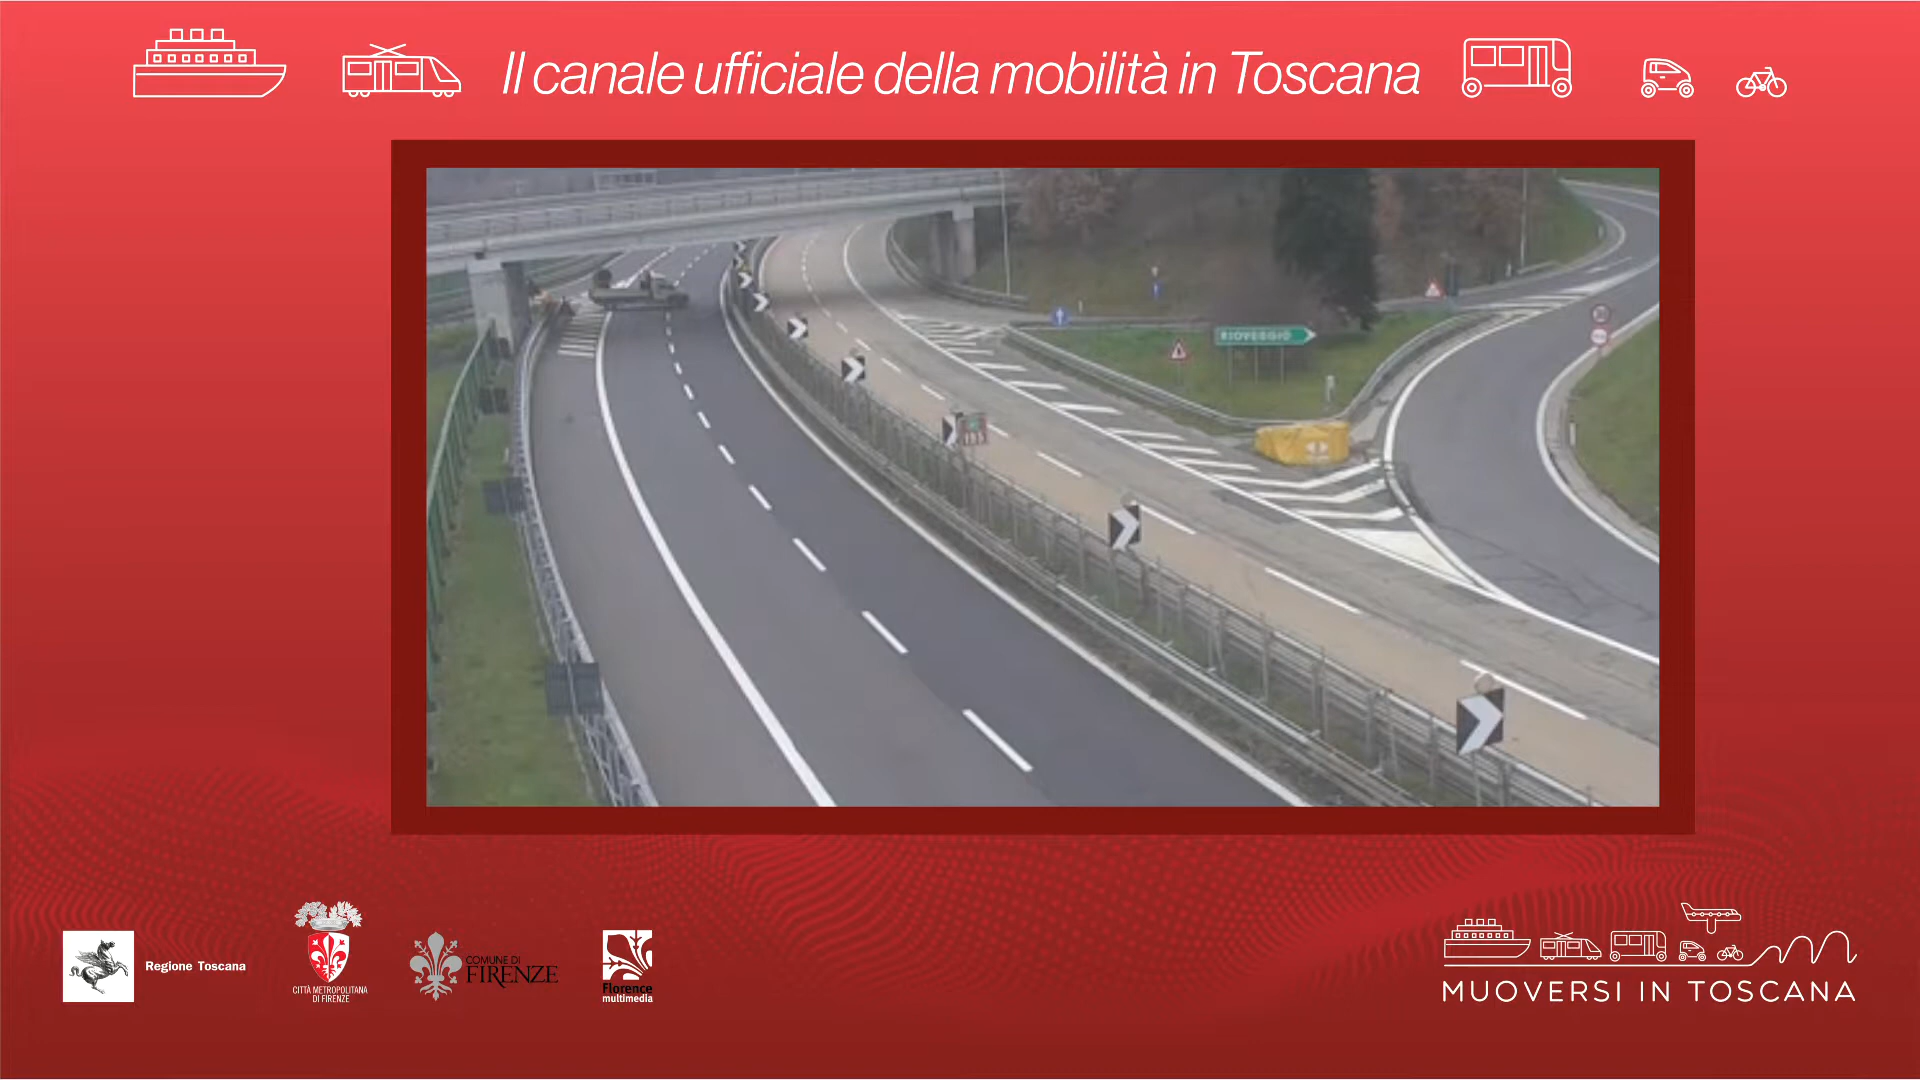 Il canale ufficiale della mobilità in Toscana
RIOVEGGIO
Regione Toscana
CITTÀ METROPOLITANA
DI FIRENZE
COMUNE DI
FIRENZE
Florence
multimedia
MUOVERSI IN TOSCANA